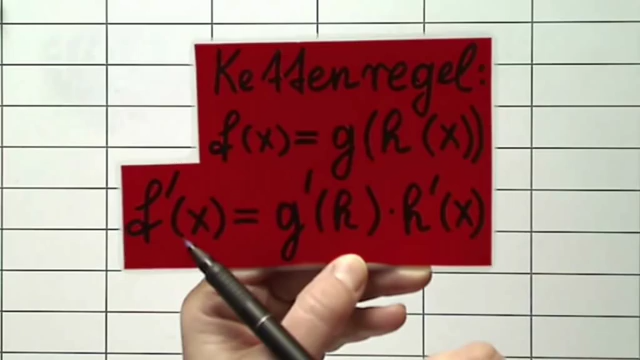 Kettenregel:
f(x)= g(h(x))
f'(x)= g'(h)·h'(x)